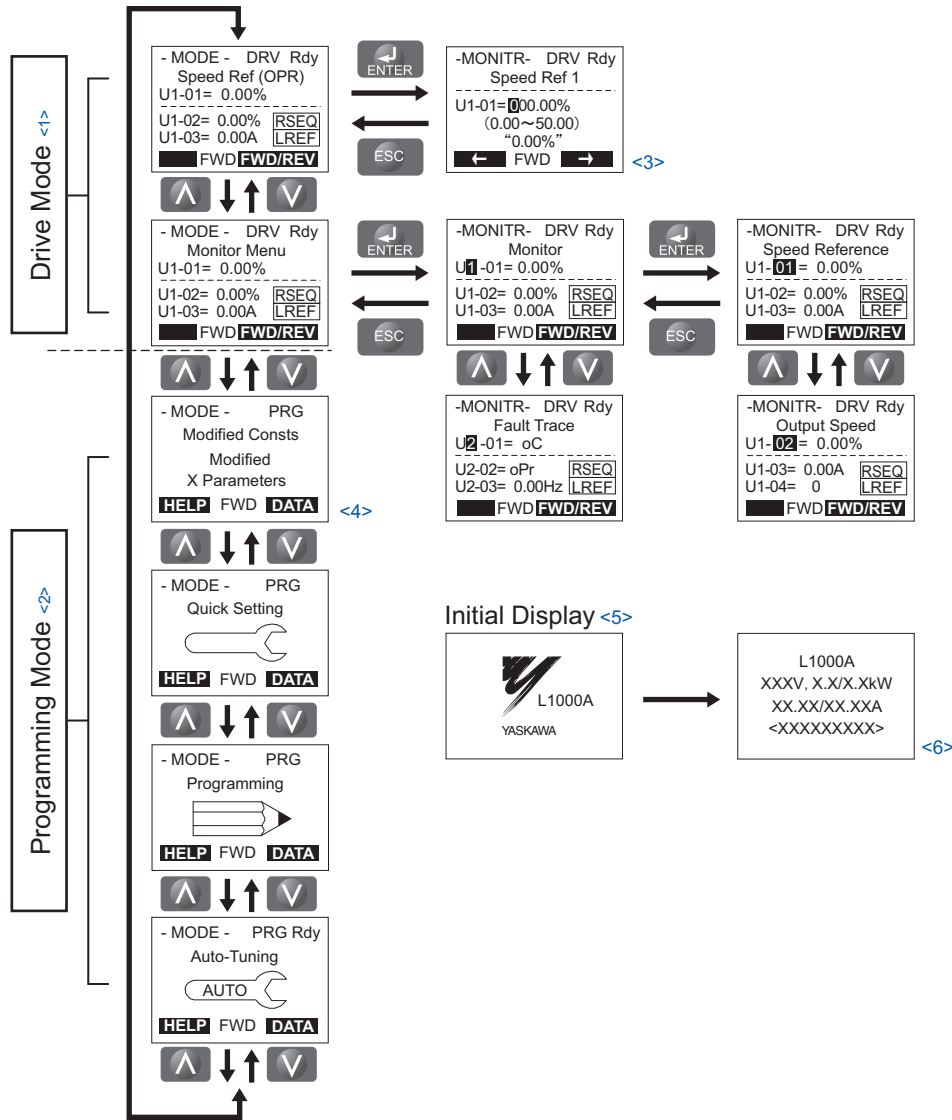 Drive Mode <1>
- MODE - DRV Rdy
Speed Ref (OPR)
U1-01= 0.00%
U1-02= 0.00% RSEQ
U1-03= 0.00A LREF
FWD FWD/REV
ENTER
ESC
-MONITR- DRV Rdy
Speed Ref 1
U1-01= 000.00%
(0.00～50.00)
“0.00%”
← FWD →
<3>
- MODE - DRV Rdy
Monitor Menu
U1-01= 0.00%
U1-02= 0.00% RSEQ
U1-03= 0.00A LREF
FWD FWD/REV
ENTER
ESC
-MONITR- DRV Rdy
Monitor
U1 -01= 0.00%
U1-02= 0.00% RSEQ
U1-03= 0.00A LREF
FWD FWD/REV
ENTER
ESC
-MONITR- DRV Rdy
Speed Reference
U1- 01 = 0.00%
U1-02= 0.00% RSEQ
U1-03= 0.00A LREF
FWD FWD/REV
-MONITR- DRV Rdy
Fault Trace
U2 -01= oC
U2-02= oPr RSEQ
U2-03= 0.00Hz LREF
FWD FWD/REV
-MONITR- DRV Rdy
Output Speed
U1- 02 = 0.00%
U1-03= 0.00A RSEQ
U1-04= 0 LREF
FWD FWD/REV
Programming Mode <2>
- MODE - PRG
Modified Consts
Modified
X Parameters
HELP FWD DATA
<4>
- MODE - PRG
Quick Setting
HELP FWD DATA
- MODE - PRG
Programming
HELP FWD DATA
- MODE - PRG Rdy
Auto-Tuning
AUTO
HELP FWD DATA
Initial Display <5>
L1000A
YASKAWA
L1000A
XXXV, X.X/X.XkW
XX.XX/XX.XXA
<XXXXXXXXX>
<6>